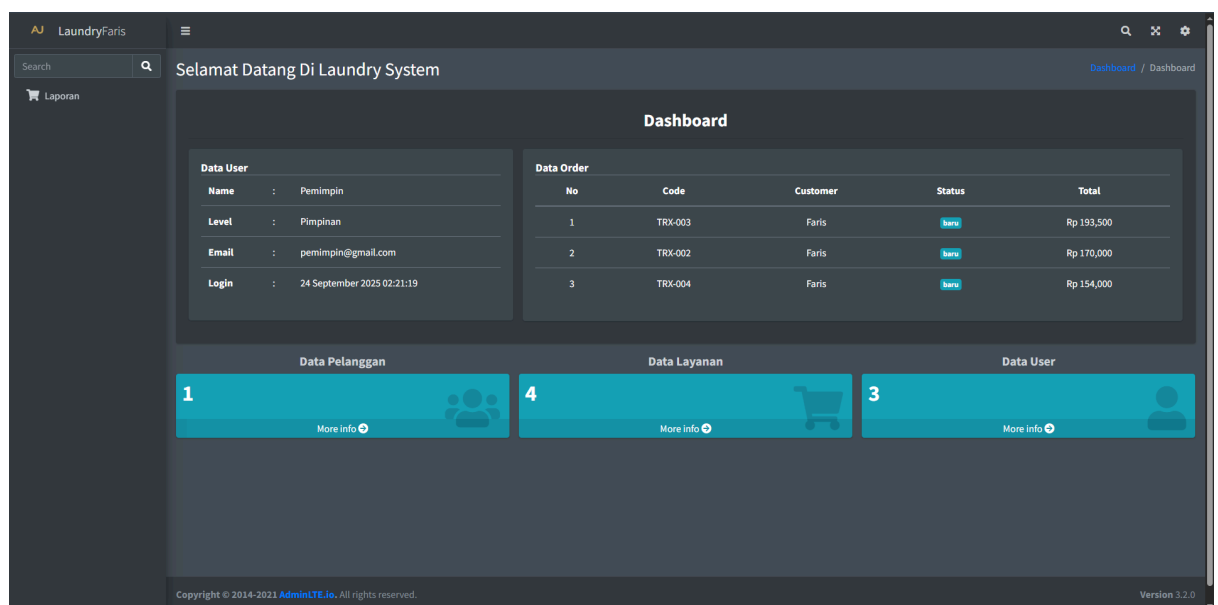 AJ LaundryFaris
Search
Laporan
Selamat Datang Di Laundry System
Dashboard / Dashboard
Dashboard
Data User
Name : Pemimpin
Level : Pimpinan
Email : pemimpin@gmail.com
Login : 24 September 2025 02:21:19
Data Order
No Code Customer Status Total
1 TRX-003 Faris baru Rp 193,500
2 TRX-002 Faris baru Rp 170,000
3 TRX-004 Faris baru Rp 154,000
Data Pelanggan
1
More info
Data Layanan
4
More info
Data User
3
More info
Copyright © 2014-2021 AdminLTE.io. All rights reserved.
Version 3.2.0